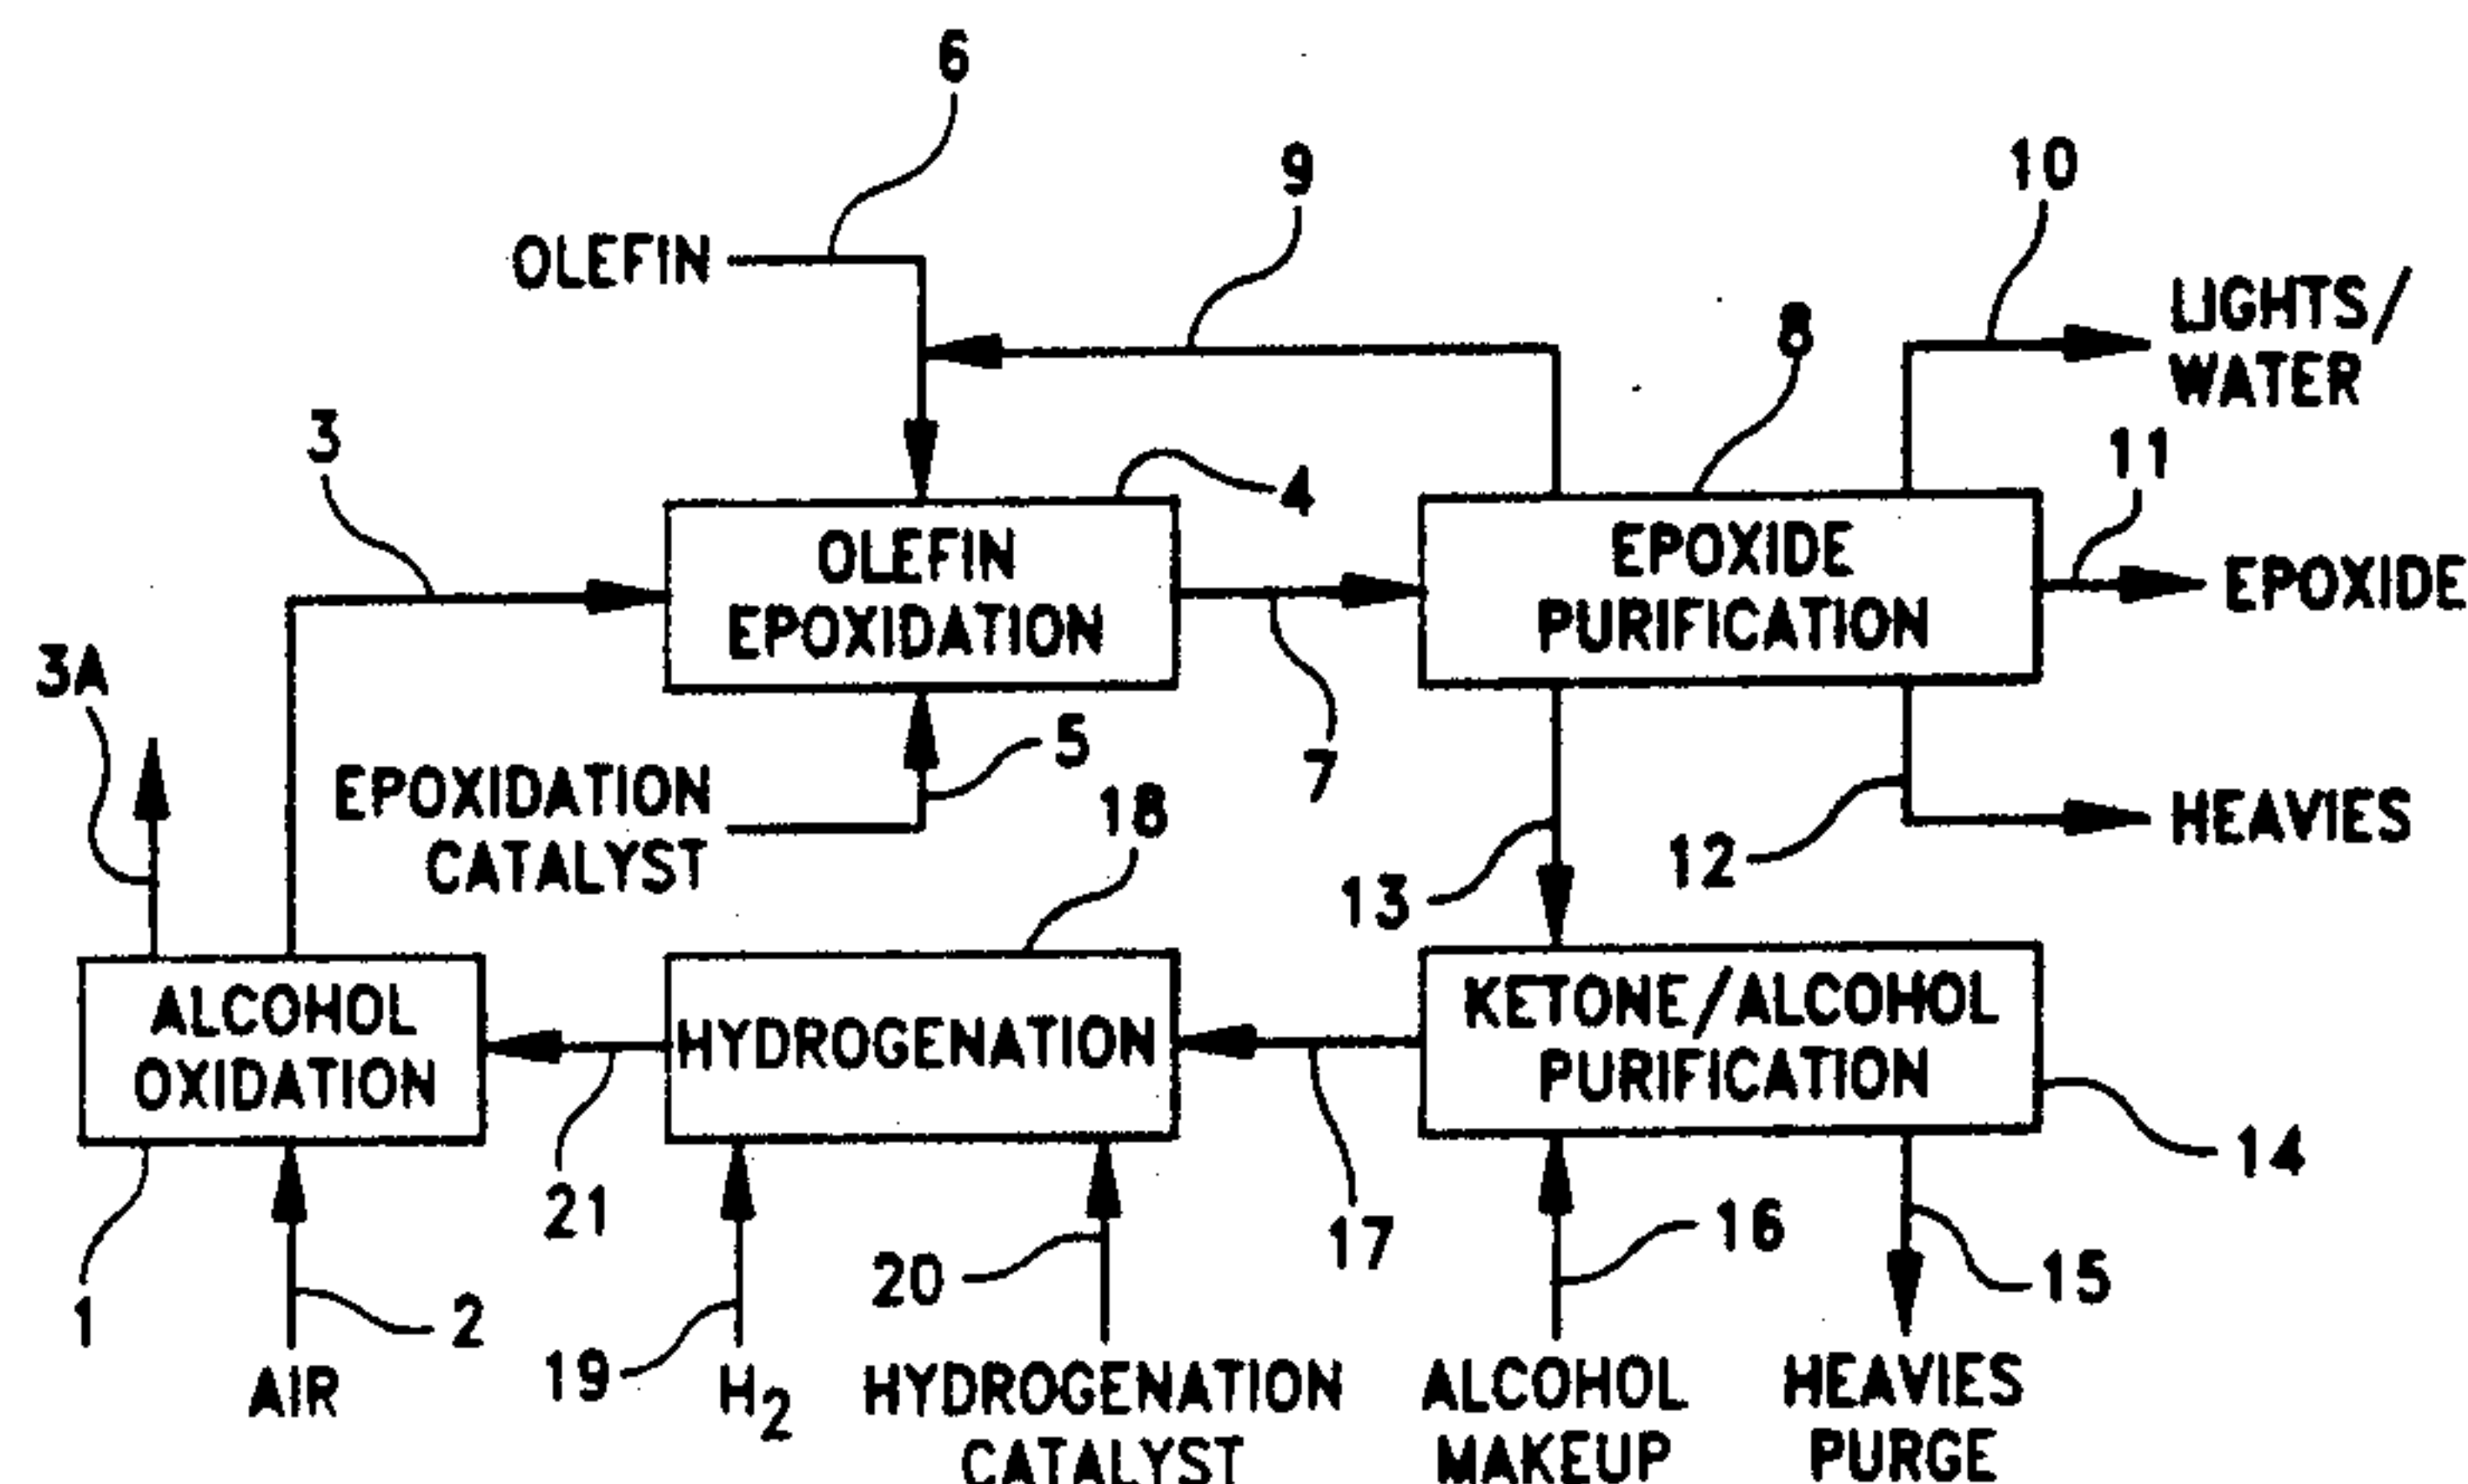 6
9
10
OLEFIN
LIGHTS/
WATER
8
3
4
11
OLEFIN
EPOXIDATION
EPOXIDE
PURIFICATION
EPOXIDE
3A
5
7
EPOXIDATION
CATALYST
18
13
12
HEAVIES
ALCOHOL
OXIDATION
HYDROGENATION
KETONE/ALCOHOL
PURIFICATION
14
21
17
16
15
1
2
20
19
AIR
H2
HYDROGENATION
CATALYST
ALCOHOL
MAKEUP
HEAVIES
PURGE